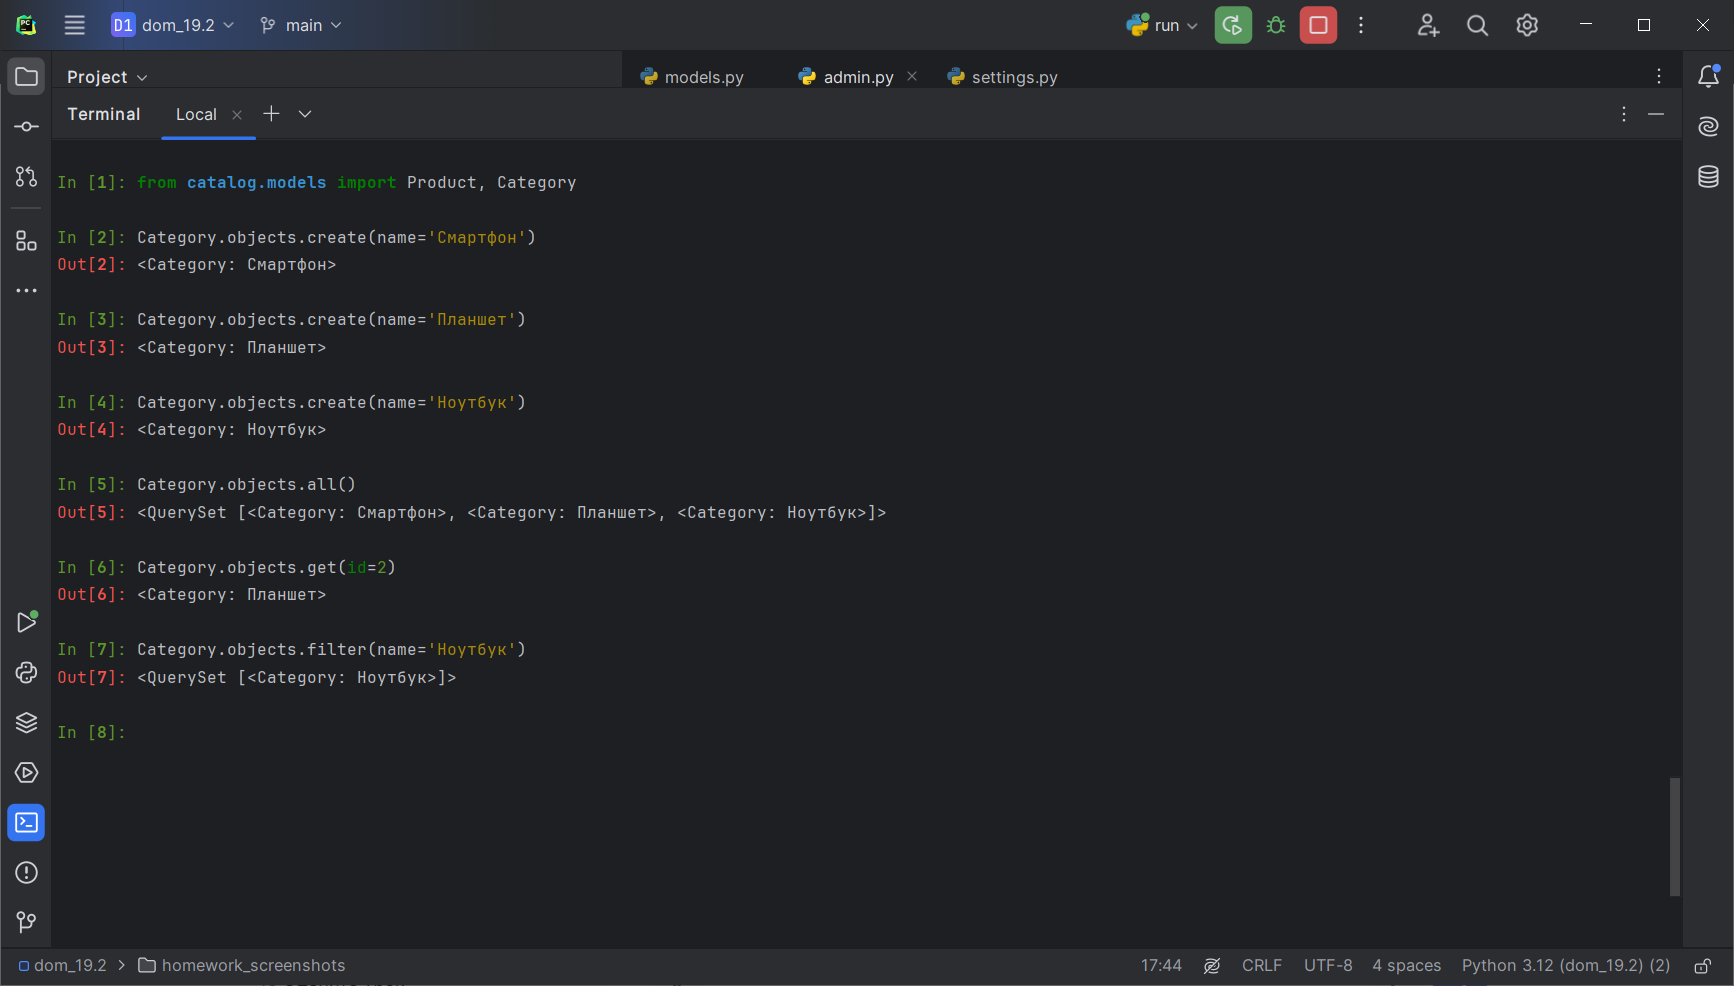 D1 dom_19.2 main run
Project
models.py admin.py settings.py
Terminal Local
In [1]: from catalog.models import Product, Category
In [2]: Category.objects.create(name='Смартфон')
Out[2]: <Category: Смартфон>
In [3]: Category.objects.create(name='Планшет')
Out[3]: <Category: Планшет>
In [4]: Category.objects.create(name='Ноутбук')
Out[4]: <Category: Ноутбук>
In [5]: Category.objects.all()
Out[5]: <QuerySet [<Category: Смартфон>, <Category: Планшет>, <Category: Ноутбук>]>
In [6]: Category.objects.get(id=2)
Out[6]: <Category: Планшет>
In [7]: Category.objects.filter(name='Ноутбук')
Out[7]: <QuerySet [<Category: Ноутбук>]>
In [8]:
dom_19.2 > homework_screenshots 17:44 CRLF UTF-8 4 spaces Python 3.12 (dom_19.2) (2)